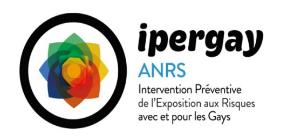 ipergay
ANRS
Intervention Préventive
de l'Exposition aux Risques
avec et pour les Gays